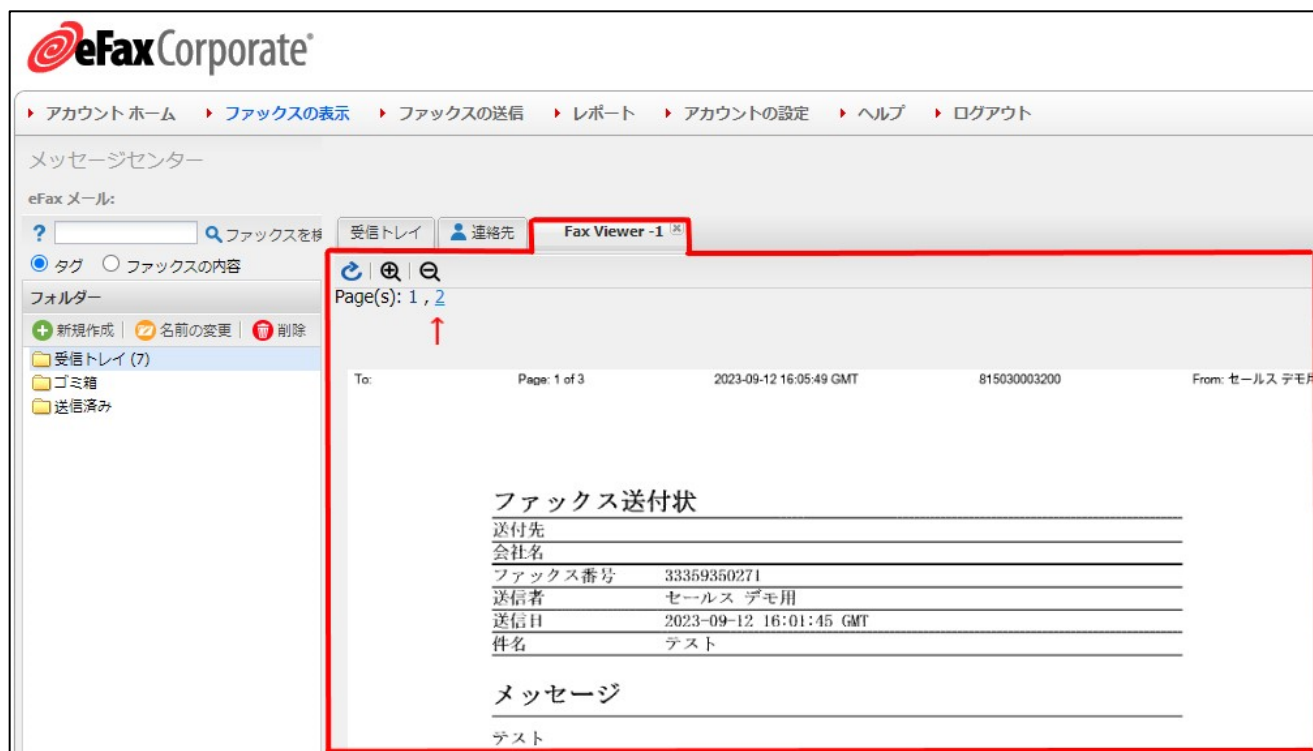 eFax Corporate®
アカウント ホーム ファックスの表示 ファックスの送信 レポート アカウントの設定 ヘルプ ログアウト
メッセージセンター
eFax メール:
? ファックスを検
タグ ファックスの内容
フォルダー
新規作成 名前の変更 削除
受信トレイ (7)
ゴミ箱
送信済み
受信トレイ 連絡先 Fax Viewer -1
Page(s): 1 , 2
To: Page: 1 of 3 2023-09-12 16:05:49 GMT 815030003200 From: セールス デモ用
ファックス送付状
送付先
会社名
ファックス番号 33359350271
送信者 セールス デモ用
送信日 2023-09-12 16:01:45 GMT
件名 テスト
メッセージ
テスト